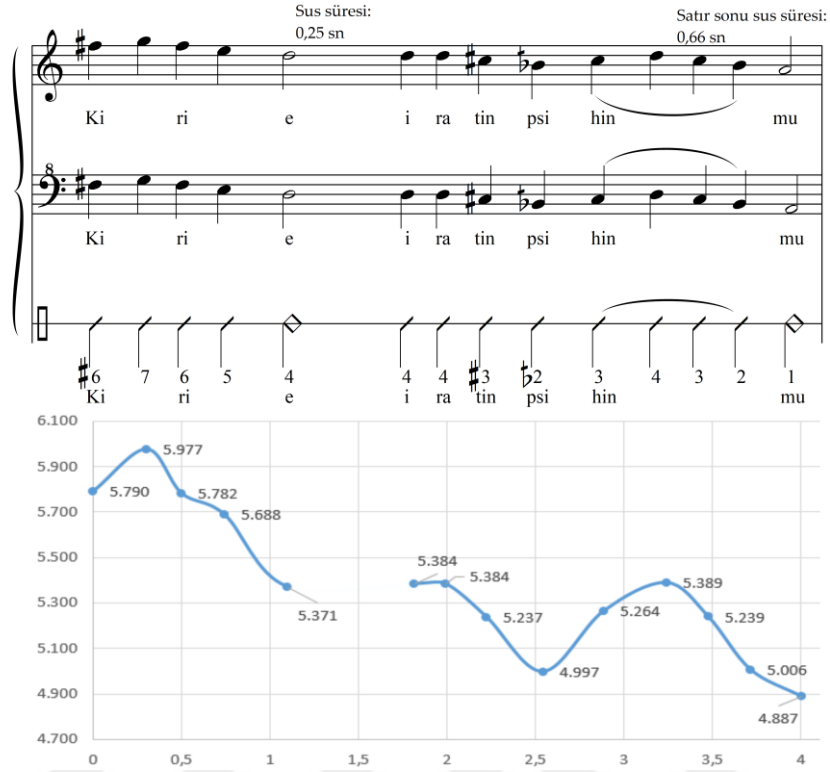 Sus süresi:
0,25 sn
Satır sonu sus süresi:
0,66 sn
Ki ri e i ra tin psi hin mu
8
Ki ri e i ra tin psi hin mu
6 7 6 5 4 4 4 3 2 3 4 3 2 1
Ki ri e i ra tin psi hin mu
6.100
5.900
5.700
5.500
5.300
5.100
4.900
4.700
5.790
5.977
5.782
5.688
5.371
5.384
5.384
5.237
4.997
5.264
5.389
5.239
5.006
4.887
0 0,5 1 1,5 2 2,5 3 3,5 4